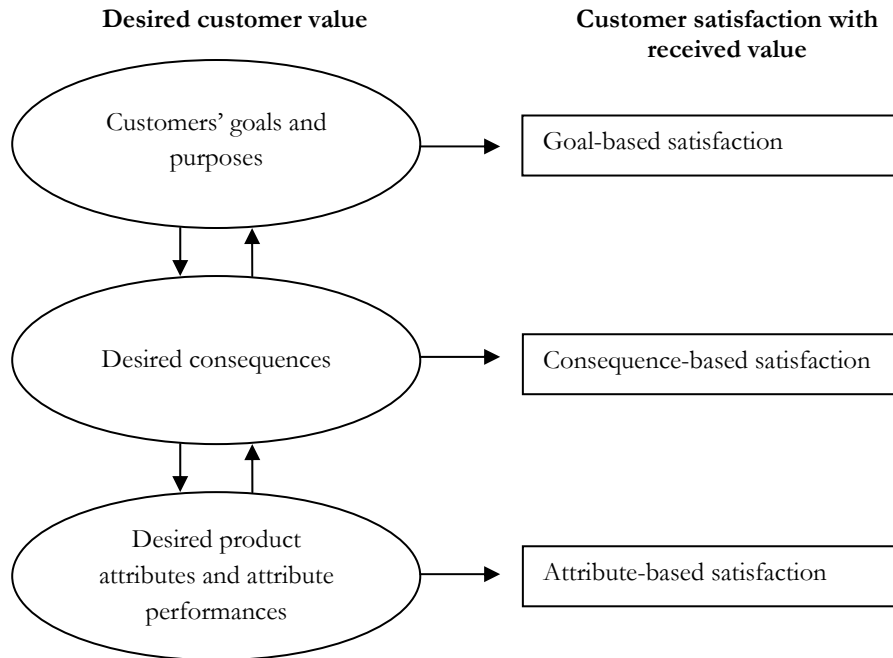 Desired customer value
Customer satisfaction with
received value
Customers’ goals and
purposes
Goal-based satisfaction
Desired consequences
Consequence-based satisfaction
Desired product
attributes and attribute
performances
Attribute-based satisfaction